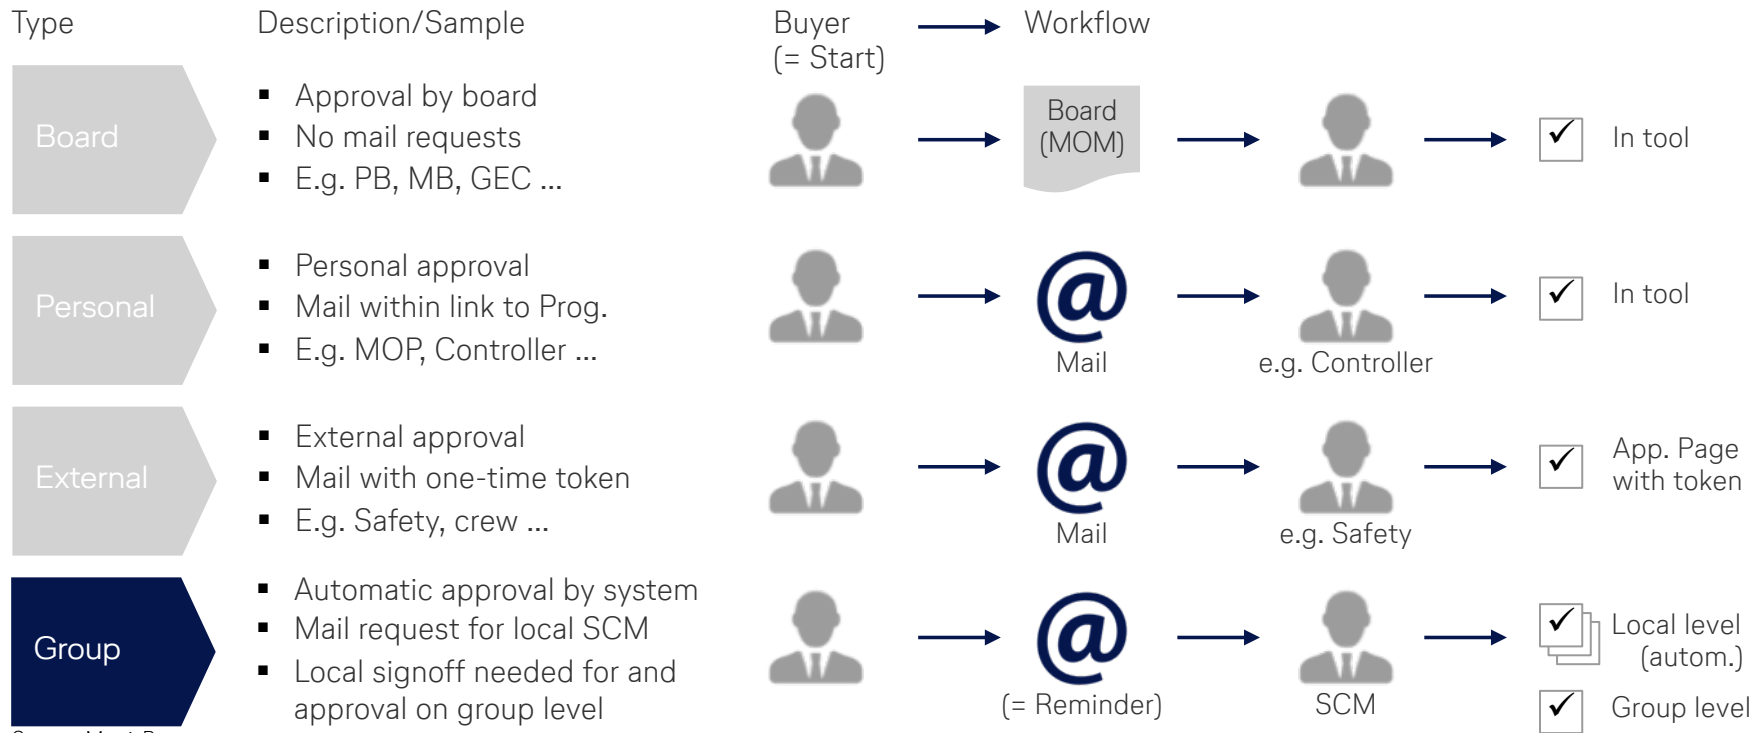 Type
Description/Sample
Buyer
(= Start)
Workflow
Board
▪ Approval by board
▪ No mail requests
▪ E.g. PB, MB, GEC ...
Board
(MOM)
In tool
Personal
▪ Personal approval
▪ Mail within link to Prog.
▪ E.g. MOP, Controller ...
@
Mail
e.g. Controller
In tool
External
▪ External approval
▪ Mail with one-time token
▪ E.g. Safety, crew ...
@
Mail
e.g. Safety
App. Page
with token
Group
▪ Automatic approval by system
▪ Mail request for local SCM
▪ Local signoff needed for and
approval on group level
@
(= Reminder)
SCM
Local level
(autom.)
Group level